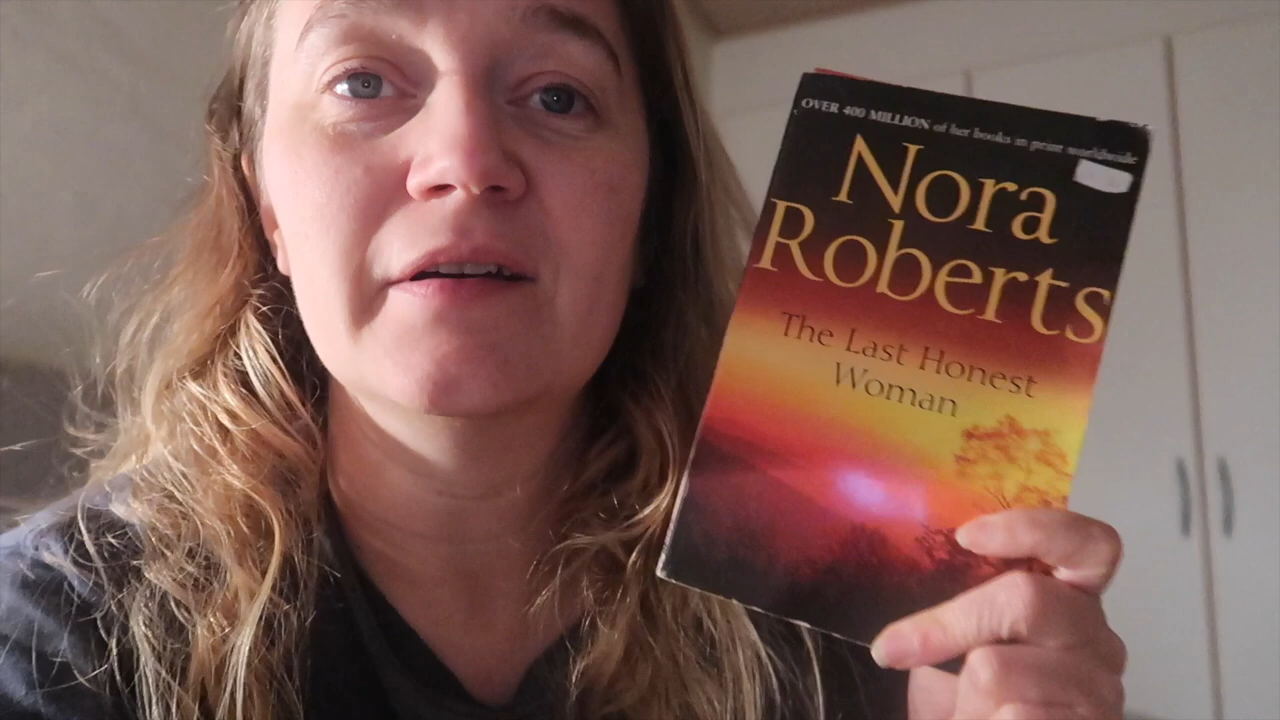 OVER 400 MILLION of her books in print worldwide
Nora
Roberts
The Last Honest
Woman